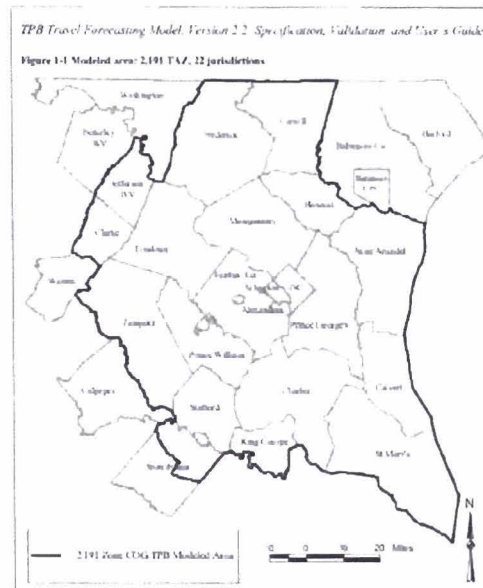 TPB Travel Forecasting Model, Version 2.2 Specification, Validation, and User's Guide
Figure 1-1 Modeled area: 2,191 TAZ, 22 jurisdictions
Washington
Carroll
Frederick
Harford
Berkeley
WV
Baltimore Co
Baltimore
City
Jefferson
WV
Howard
Montgomery
Clarke
Loudoun
Anne Arundel
Fairfax Co
Arlington
DC
Warren
Alexandria
Prince George's
Fauquier
Prince William
Calvert
Charles
Culpeper
Stafford
King George
St Mary's
N
2,191 Zone COG TPB Modeled Area
0 5 10 20 Miles